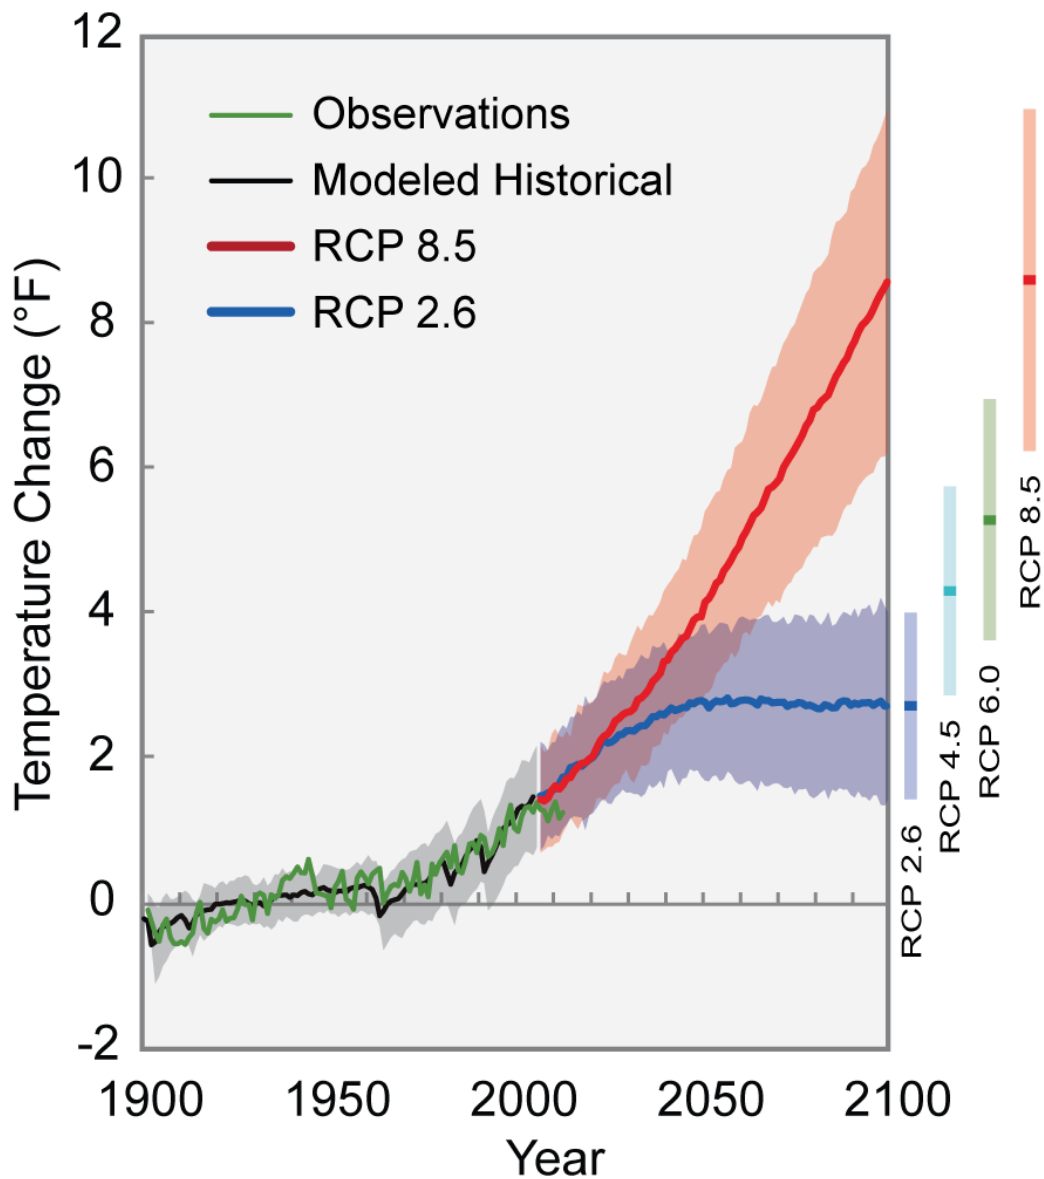 12
10
8
6
4
2
0
-2
Temperature Change (°F)
Observations
Modeled Historical
RCP 8.5
RCP 2.6
1900
1950
2000
2050
2100
Year
RCP 2.6
RCP 4.5
RCP 6.0
RCP 8.5